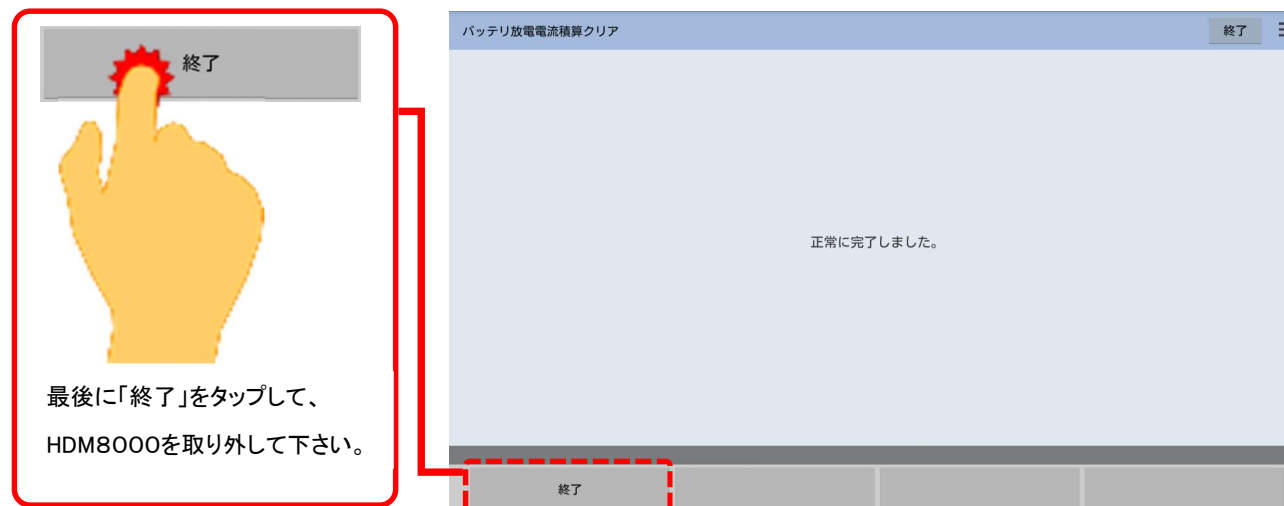 終了
最後に「終了」をタップして、
HDM8000を取り外して下さい。
バッテリ放電電流積算クリア
終了
正常に完了しました。
終了